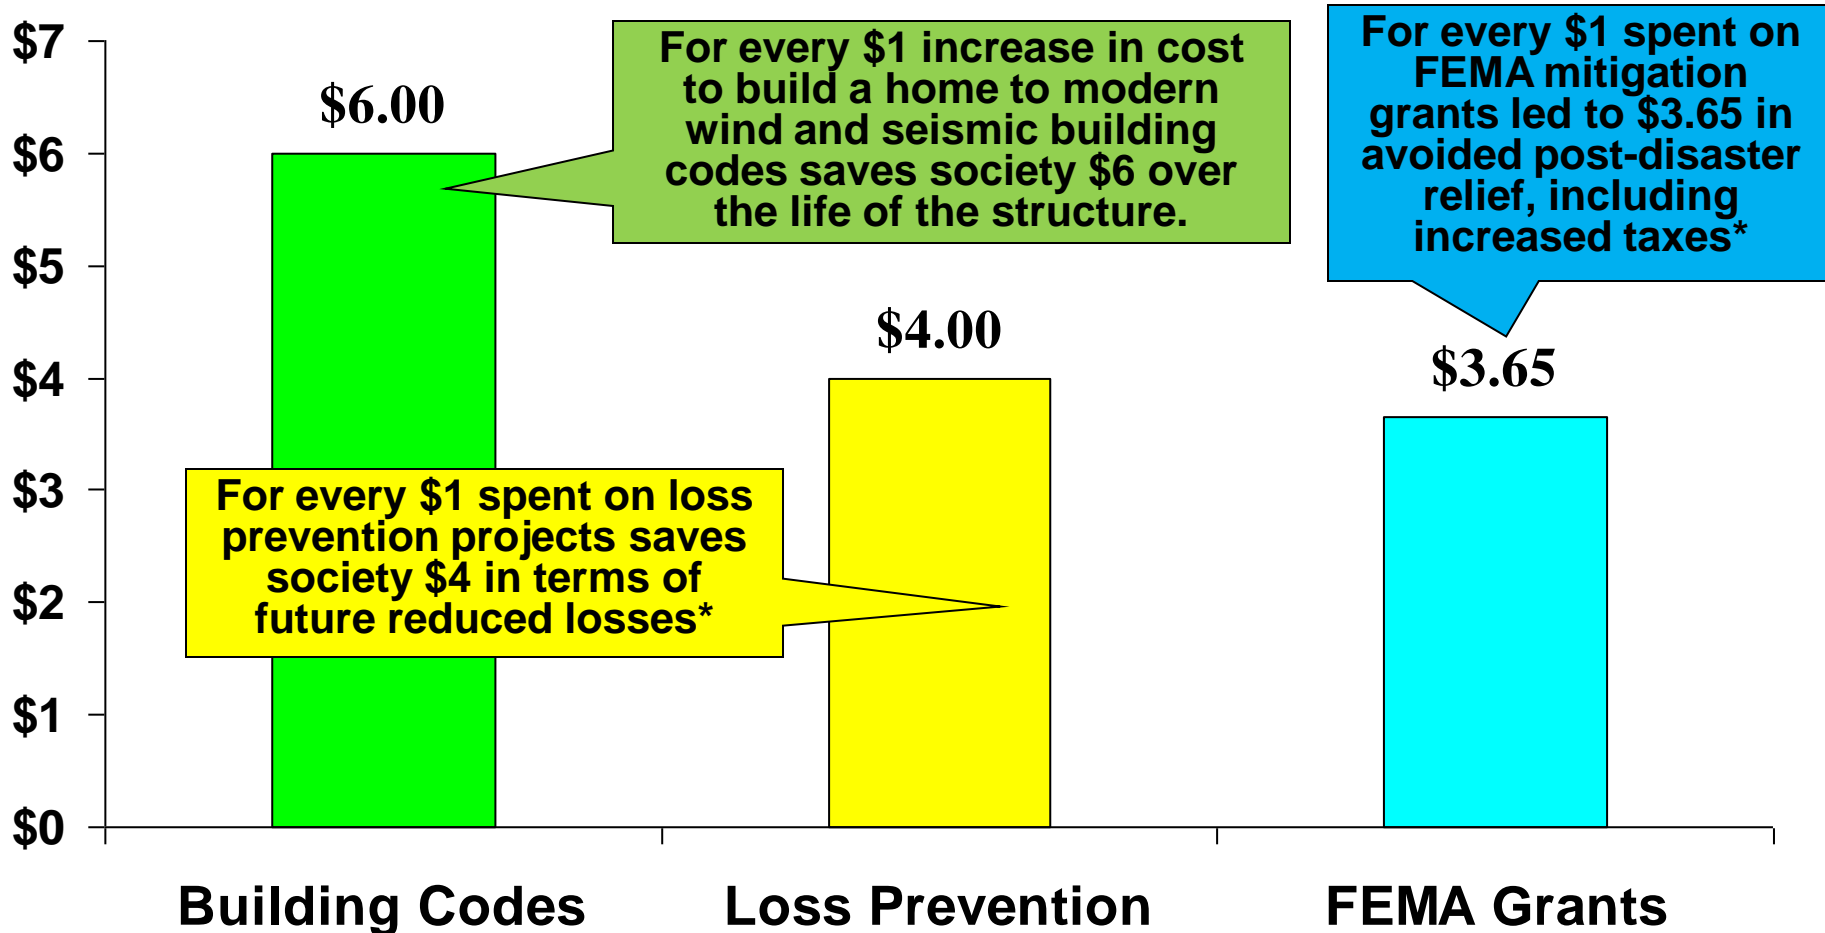 $7
$6
$5
$4
$3
$2
$1
$0
$6.00
For every $1 increase in cost
to build a home to modern
wind and seismic building
codes saves society $6 over
the life of the structure.
For every $1 spent on
FEMA mitigation
grants led to $3.65 in
avoided post-disaster
relief, including
increased taxes*
$4.00
$3.65
For every $1 spent on loss
prevention projects saves
society $4 in terms of
future reduced losses*
Building Codes
Loss Prevention
FEMA Grants